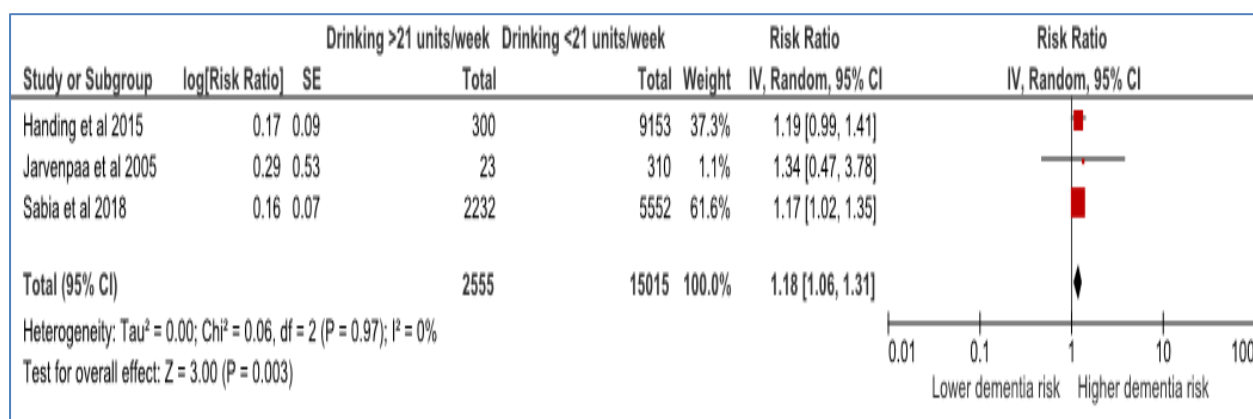 Drinking >21 units/week Drinking <21 units/week Risk Ratio Risk Ratio
Study or Subgroup log[Risk Ratio] SE Total Total Weight IV, Random, 95% CI IV, Random, 95% CI
Handing et al 2015 0.17 0.09 300 9153 37.3% 1.19 [0.99, 1.41]
Jarvenpaa et al 2005 0.29 0.53 23 310 1.1% 1.34 [0.47, 3.78]
Sabia et al 2018 0.16 0.07 2232 5552 61.6% 1.17 [1.02, 1.35]
Total (95% CI) 2555 15015 100.0% 1.18 [1.06, 1.31]
Heterogeneity: Tau² = 0.00; Chi² = 0.06, df = 2 (P = 0.97); I² = 0%
Test for overall effect: Z = 3.00 (P = 0.003)
0.01 0.1 1 10 100
Lower dementia risk Higher dementia risk